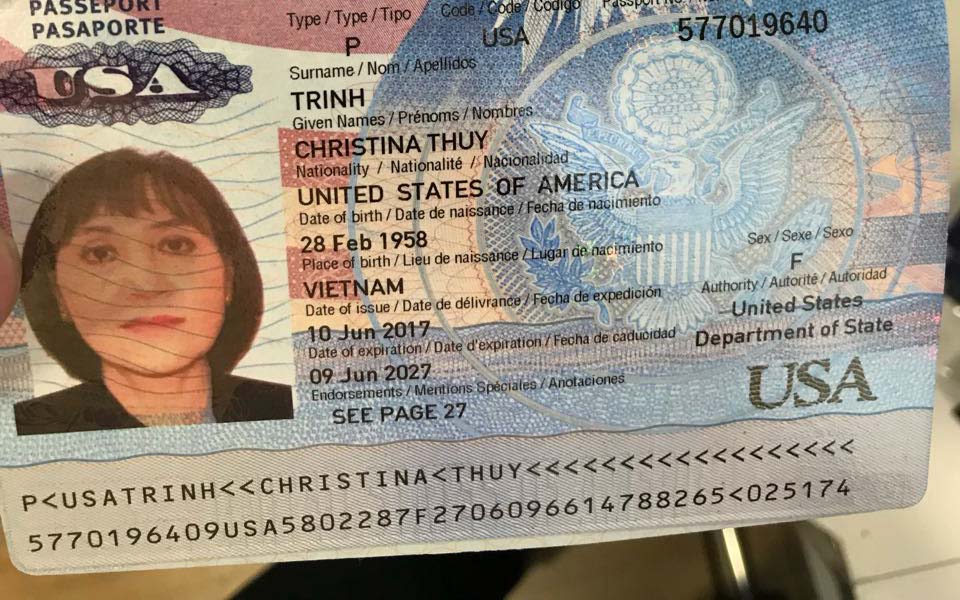 PASSEPORT
PASAPORTE
USA
Type / Type / Tipo
Code / Code / Codigo
Passport No.
P
USA
577019640
Surname / Nom / Apellidos
TRINH
Given Names / Prénoms / Nombres
CHRISTINA THUY
Nationality / Nationalité / Nacionalidad
UNITED STATES OF AMERICA
Date of birth / Date de naissance / Fecha de nacimiento
28 Feb 1958
Place of birth / Lieu de naissance / Lugar de nacimiento
Sex / Sexe / Sexo
VIETNAM
F
Date of issue / Date de délivrance / Fecha de expedición
Authority / Autorité / Autoridad
10 Jun 2017
United States
Date of expiration / Date d'expiration / Fecha de caducidad
Department of State
09 Jun 2027
Endorsements / Mentions Spéciales / Anotaciones
SEE PAGE 27
USA
P<USATRINH<<CHRISTINA<THUY<<<<<<<<<<<<<<<<<<
5770196409USA5802287F2706096614788265<025174